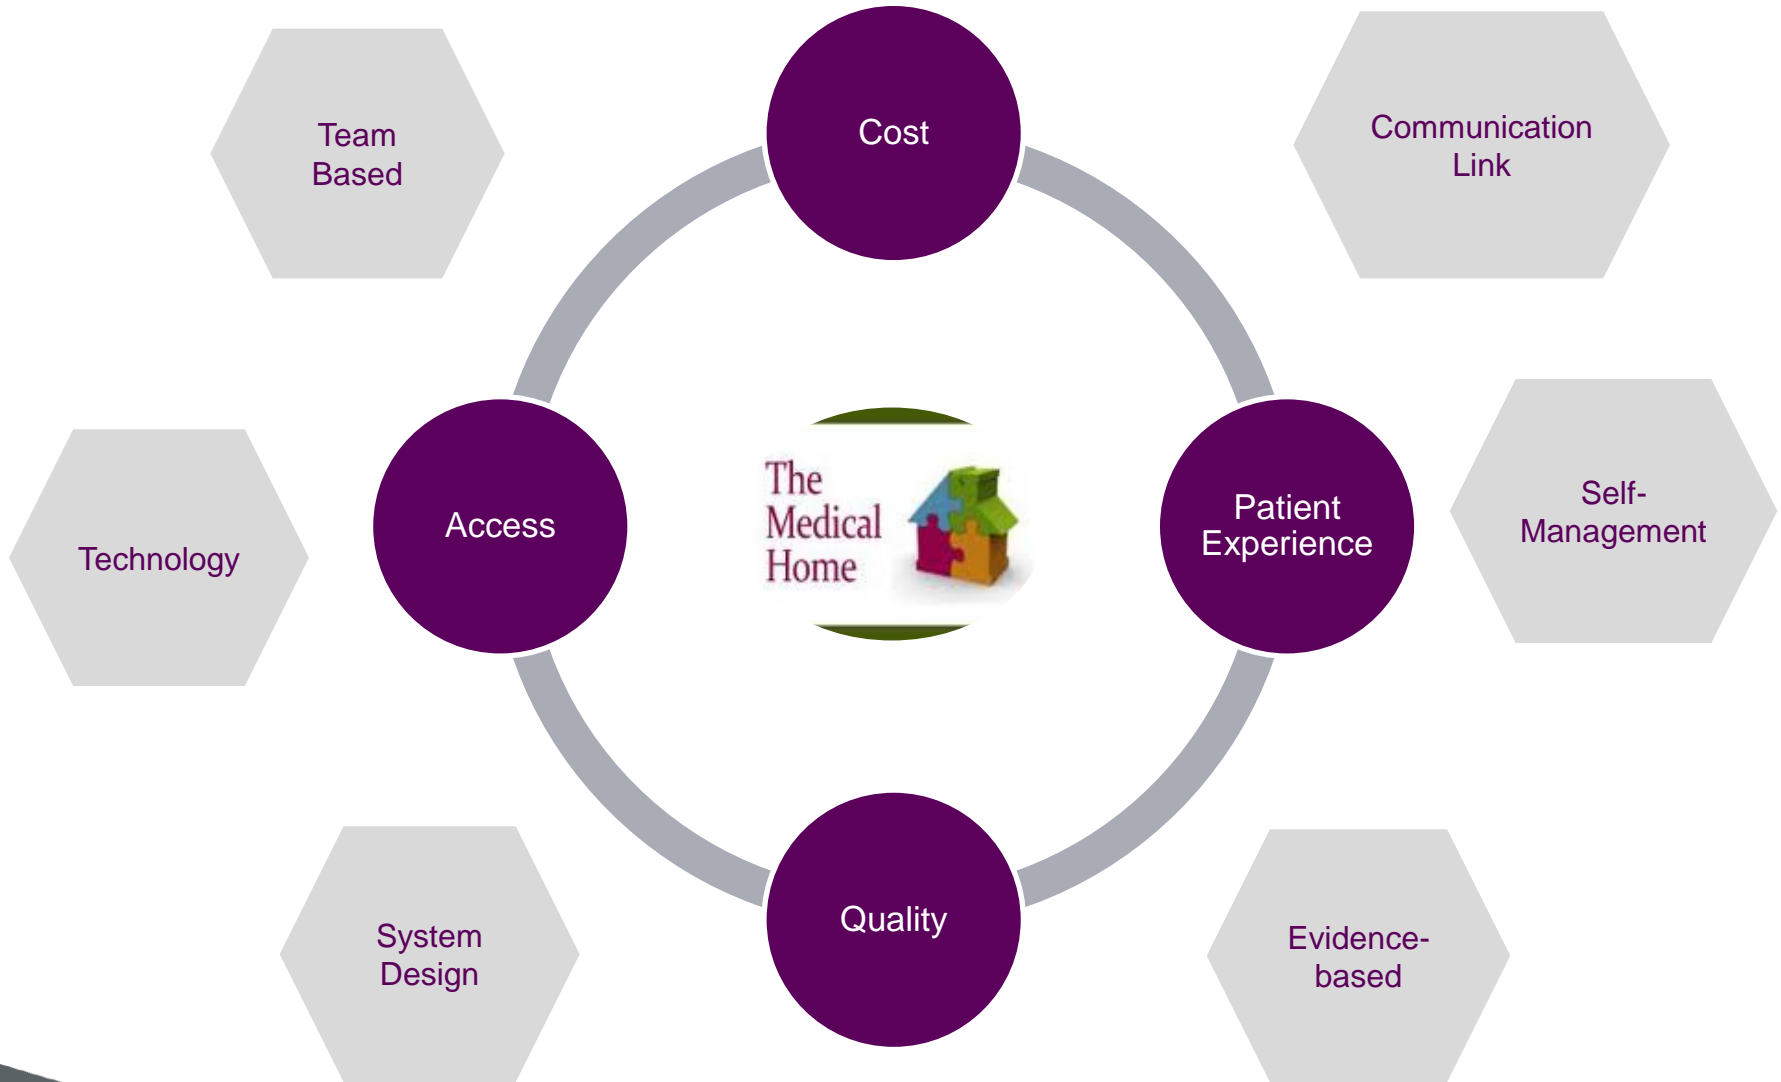 Team
Based
Cost
Communication
Link
Technology
Access
The
Medical
Home
Patient
Experience
Self-
Management
System
Design
Quality
Evidence-
based